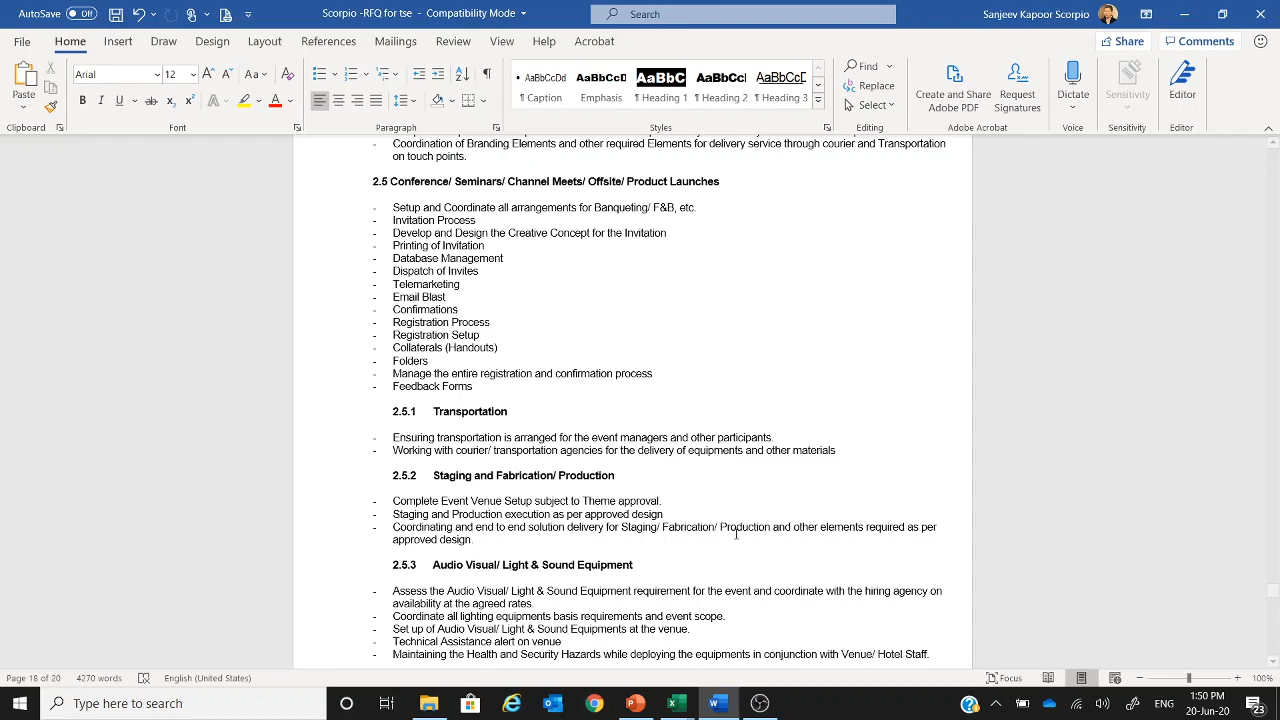 AutoSave Off Scorpio -RTQ for 2020 - Compatibility Mode Search Sanjeev Kapoor Scorpio
File Home Insert Draw Design Layout References Mailings Review View Help Acrobat Share Comments
Paste Arial 12 Aa A AaBbCcDd AaBbCcD AaBbC AaBbCcI AaBbCcD Find Replace Select Create and Share Adobe PDF Request Signatures Dictate Sensitivity Editor
B I U ab x₂ x² A A ¶ Caption Emphasis ¶ Heading 1 ¶ Heading 2 ¶ Heading 3
Clipboard Font Paragraph Styles Editing Adobe Acrobat Voice Sensitivity Editor
- Coordination of Branding Elements and other required Elements for delivery service through courier and Transportation
on touch points.
2.5 Conference/ Seminars/ Channel Meets/ Offsite/ Product Launches
- Setup and Coordinate all arrangements for Banqueting/ F&B, etc.
- Invitation Process
- Develop and Design the Creative Concept for the Invitation
- Printing of Invitation
- Database Management
- Dispatch of Invites
- Telemarketing
- Email Blast
- Confirmations
- Registration Process
- Registration Setup
- Collaterals (Handouts)
- Folders
- Manage the entire registration and confirmation process
- Feedback Forms
2.5.1 Transportation
- Ensuring transportation is arranged for the event managers and other participants.
- Working with courier/ transportation agencies for the delivery of equipments and other materials
2.5.2 Staging and Fabrication/ Production
- Complete Event Venue Setup subject to Theme approval.
- Staging and Production execution as per approved design
- Coordinating and end to end solution delivery for Staging/ Fabrication/ Production and other elements required as per
approved design.
2.5.3 Audio Visual/ Light & Sound Equipment
- Assess the Audio Visual/ Light & Sound Equipment requirement for the event and coordinate with the hiring agency on
availability at the agreed rates.
- Coordinate all lighting equipments basis requirements and event scope.
- Set up of Audio Visual/ Light & Sound Equipments at the venue.
- Technical Assistance alert on venue
- Maintaining the Health and Security Hazards while deploying the equipments in conjunction with Venue/ Hotel Staff.
Page 18 of 20 4270 words English (United States) Focus 100%
Type here to search ENG 1:50 PM 20-Jun-20 23